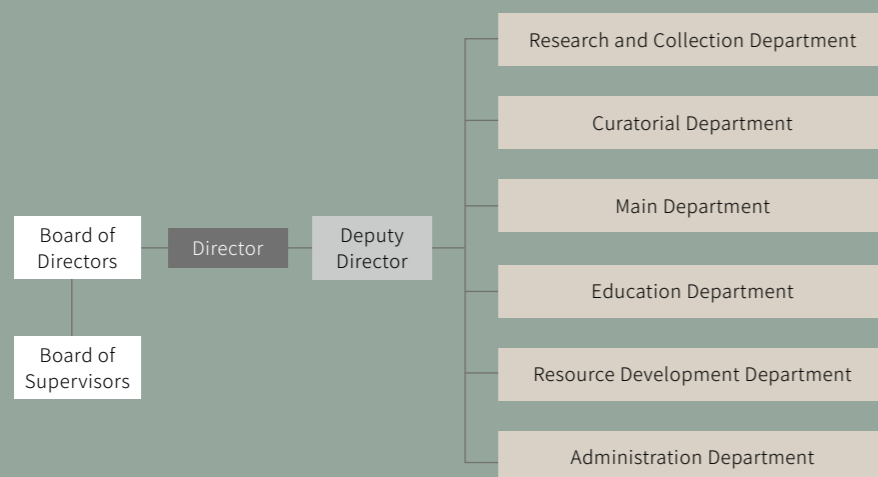 Board of
Directors
Board of
Supervisors
Director
Deputy
Director
Research and Collection Department
Curatorial Department
Main Department
Education Department
Resource Development Department
Administration Department